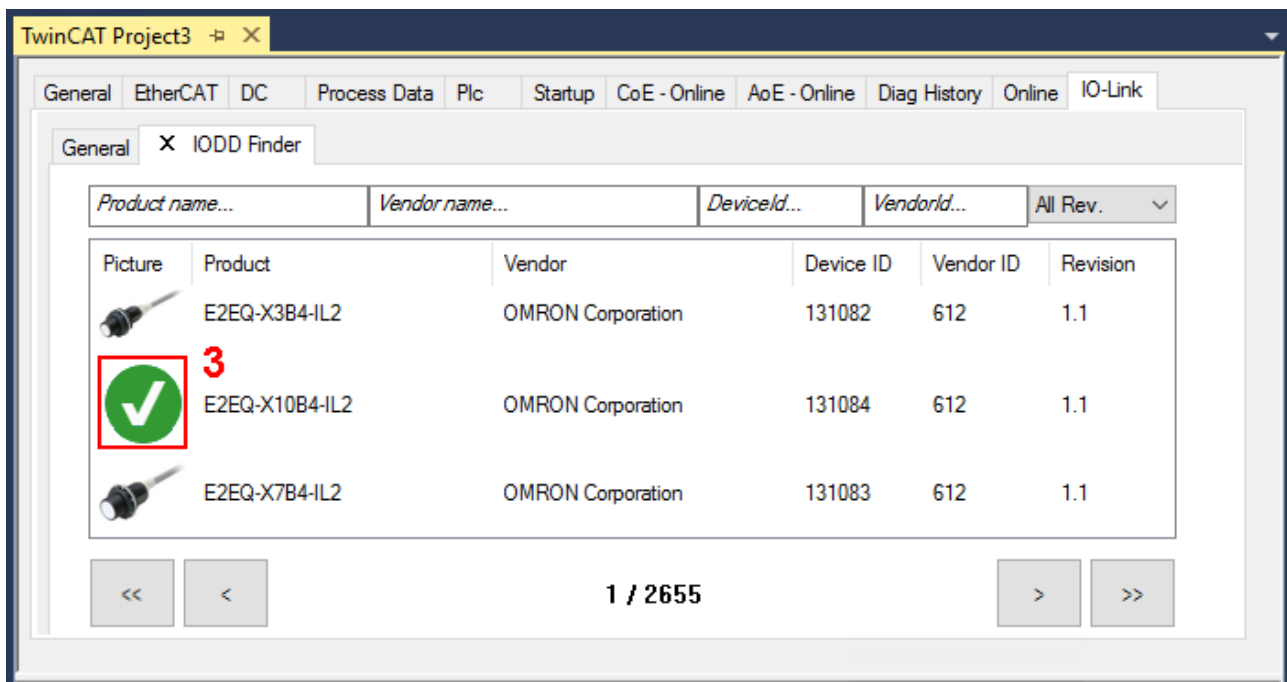 TwinCAT Project3
General EtherCAT DC Process Data Plc Startup CoE - Online AoE - Online Diag History Online IO-Link
General X IODD Finder
Product name... Vendor name... DeviceId... VendorId... All Rev.
Picture Product Vendor Device ID Vendor ID Revision
E2EQ-X3B4-IL2 OMRON Corporation 131082 612 1.1
3
E2EQ-X10B4-IL2 OMRON Corporation 131084 612 1.1
E2EQ-X7B4-IL2 OMRON Corporation 131083 612 1.1
<< < 1 / 2655 > >>